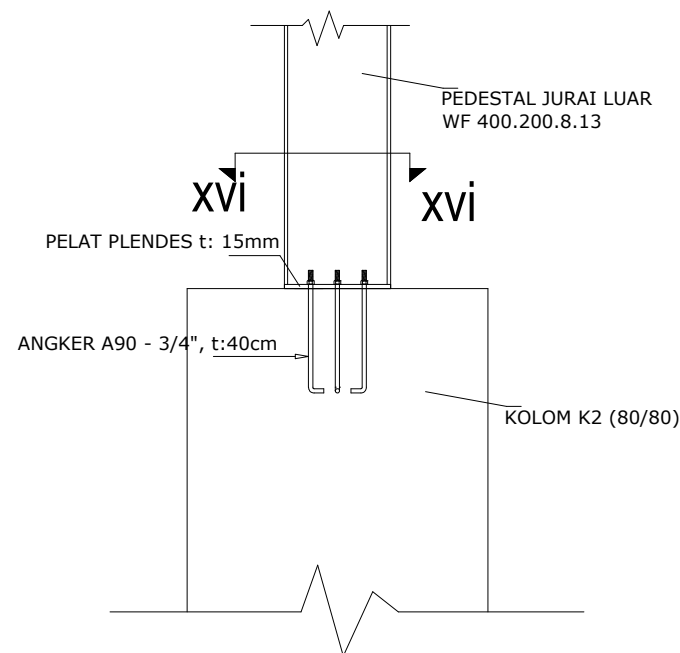 PEDESTAL JURAI LUAR
WF 400.200.8.13
xvi
xvi
PELAT PLENDES t: 15mm
ANGKER A90 - 3/4", t:40cm
KOLOM K2 (80/80)